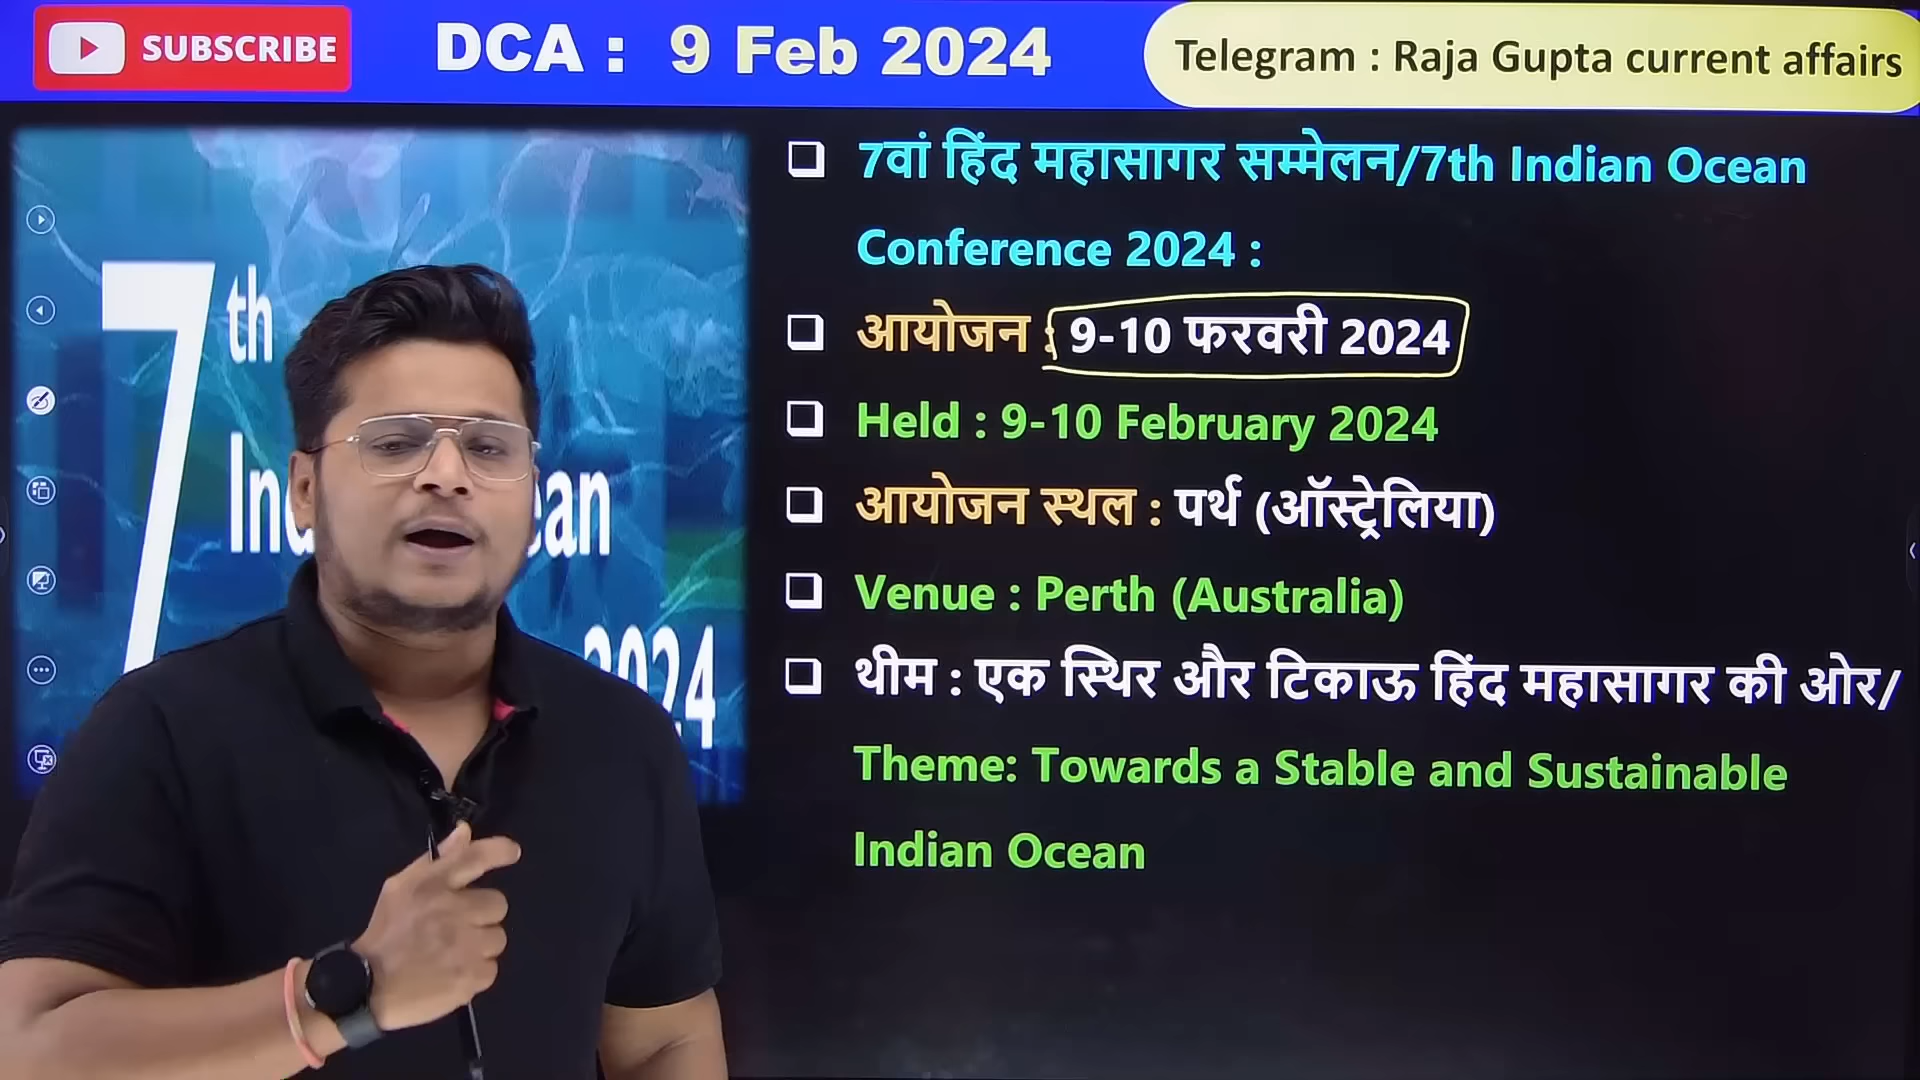 SUBSCRIBE
DCA : 9 Feb 2024
Telegram : Raja Gupta current affairs
7th
2024
7वां हिंद महासागर सम्मेलन/7th Indian Ocean
Conference 2024 :
आयोजन : 9-10 फरवरी 2024
Held : 9-10 February 2024
आयोजन स्थल : पर्थ (ऑस्ट्रेलिया)
Venue : Perth (Australia)
थीम : एक स्थिर और टिकाऊ हिंद महासागर की ओर/
Theme: Towards a Stable and Sustainable
Indian Ocean